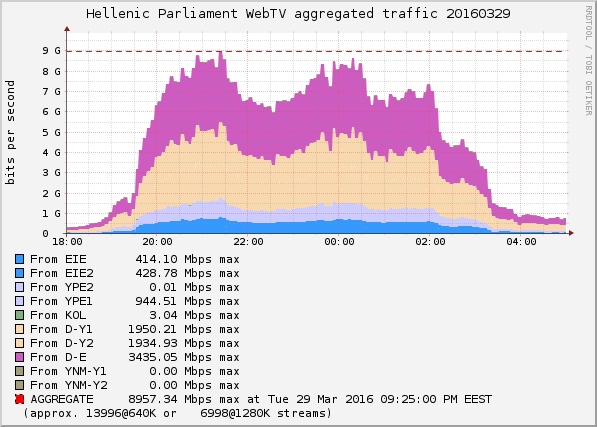 Hellenic Parliament WebTV aggregated traffic 20160329
RRDTOOL / TOBI OETIKER
bits per second
9 G
8 G
7 G
6 G
5 G
4 G
3 G
2 G
1 G
0
18:00 20:00 22:00 00:00 02:00 04:00
From EIE 414.10 Mbps max
From EIE2 428.78 Mbps max
From YPE2 0.01 Mbps max
From YPE1 944.51 Mbps max
From KOL 3.04 Mbps max
From D-Y1 1950.21 Mbps max
From D-Y2 1934.93 Mbps max
From D-E 3435.05 Mbps max
From YNM-Y1 0.00 Mbps max
From YNM-Y2 0.00 Mbps max
AGGREGATE 8957.34 Mbps max at Tue 29 Mar 2016 09:25:00 PM EEST
(approx. 13996@640K or 6998@1280K streams)